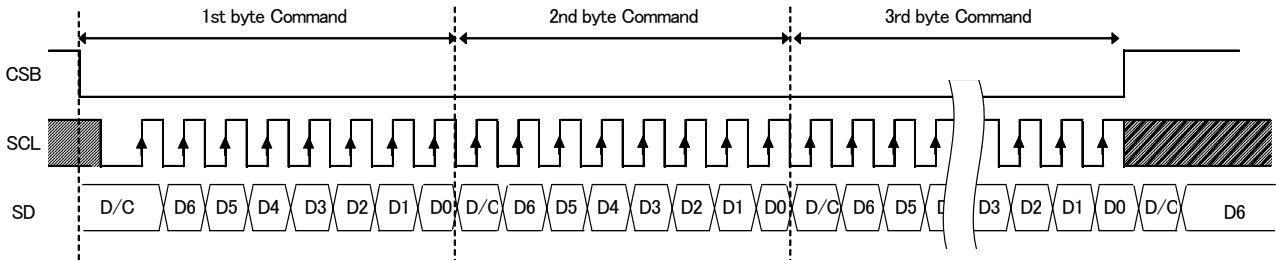 1st byte Command 2nd byte Command 3rd byte Command
CSB
SCL
SD D/C D6 D5 D4 D3 D2 D1 D0 D/C D6 D5 D4 D3 D2 D1 D0 D/C D6 D5 D3 D2 D1 D0 D/C D6